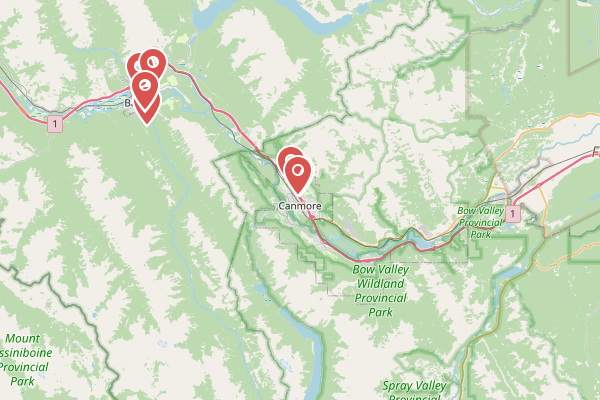 B
1
Canmore
Bow Valley
Provincial
Park
1
F
Bow Valley
Wildland
Provincial
Park
Mount
ssiniboine
Provincial
Park
Spray Valley
Provincial